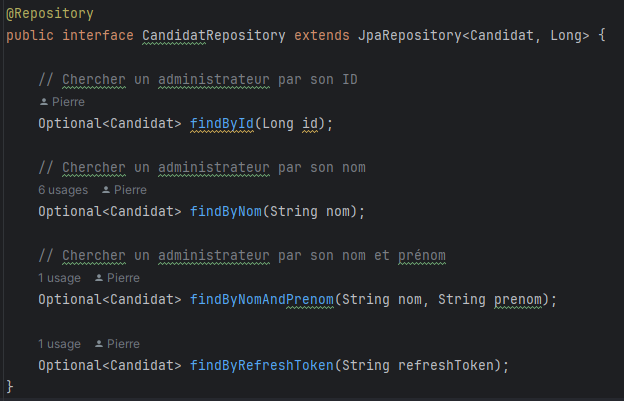 @Repository
public interface CandidatRepository extends JpaRepository<Candidat, Long> {
// Chercher un administrateur par son ID
Pierre
Optional<Candidat> findById(Long id);
// Chercher un administrateur par son nom
6 usages Pierre
Optional<Candidat> findByNom(String nom);
// Chercher un administrateur par son nom et prénom
1 usage Pierre
Optional<Candidat> findByNomAndPrenom(String nom, String prenom);
1 usage Pierre
Optional<Candidat> findByRefreshToken(String refreshToken);
}